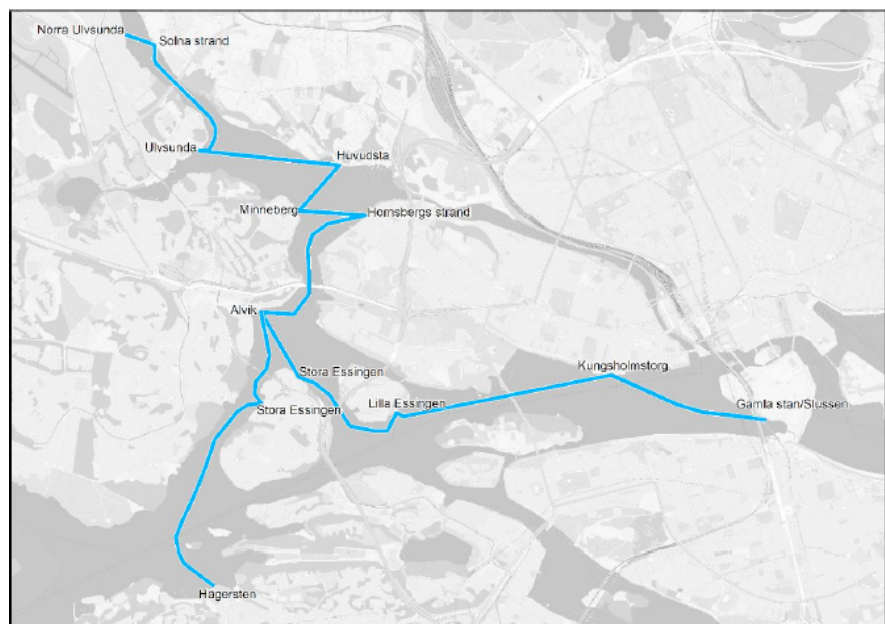 Norra Ulvsunda
Solna strand
Ulvsunda
Huvudsta
Minneberg
Hornsbergs strand
Alvik
Stora Essingen
Kungsholmstorg
Lilla Essingen
Stora Essingen
Gamla stan/Slussen
Hägersten